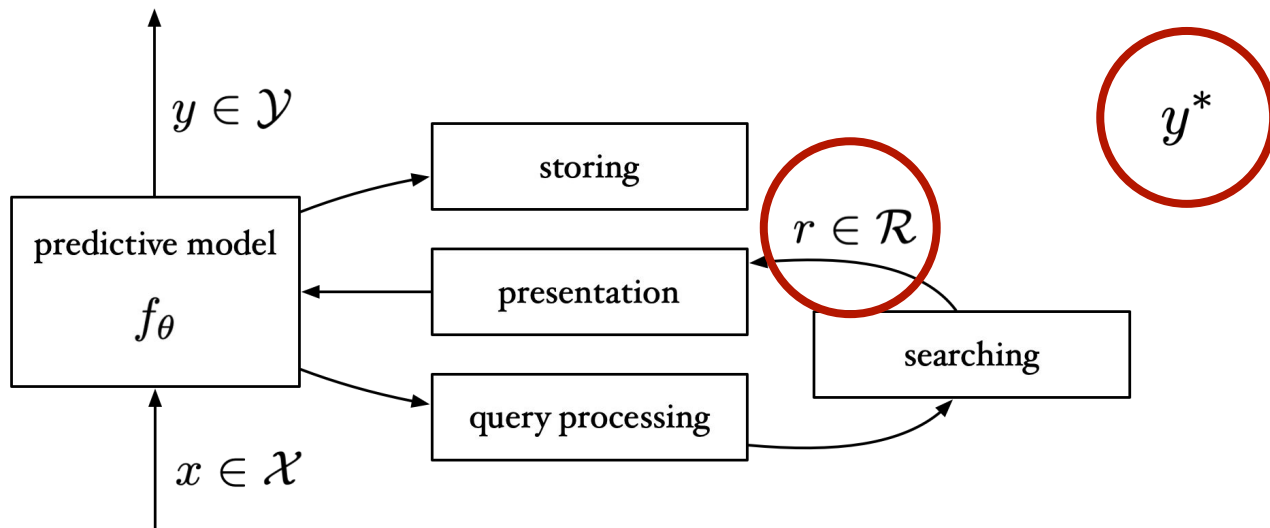 y ∈ 𝒴
y*
storing
predictive model
r ∈ ℛ
presentation
f_θ
searching
query processing
x ∈ 𝒳